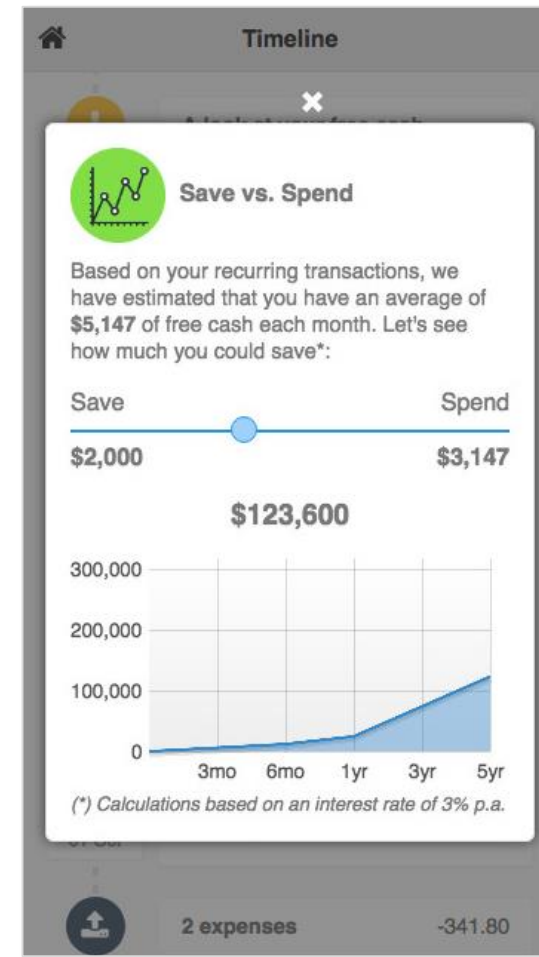 Timeline
Save vs. Spend
Based on your recurring transactions, we
have estimated that you have an average of
$5,147 of free cash each month. Let's see
how much you could save*:
Save Spend
$2,000 $3,147
$123,600
300,000
200,000
100,000
0
3mo 6mo 1yr 3yr 5yr
(*) Calculations based on an interest rate of 3% p.a.
2 expenses -341.80